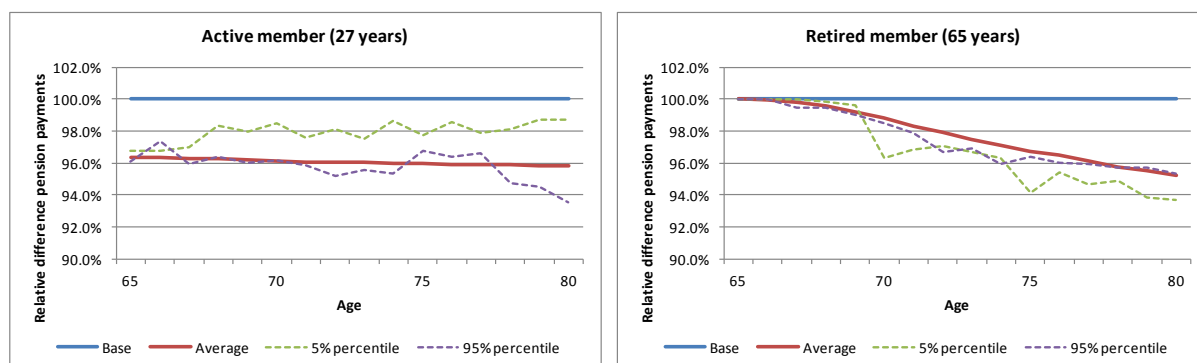 Active member (27 years)
Relative difference pension payments
102.0%
100.0%
98.0%
96.0%
94.0%
92.0%
90.0%
65 70 75 80
Age
Base Average 5% percentile 95% percentile
Retired member (65 years)
Relative difference pension payments
102.0%
100.0%
98.0%
96.0%
94.0%
92.0%
90.0%
65 70 75 80
Age
Base Average 5% percentile 95% percentile